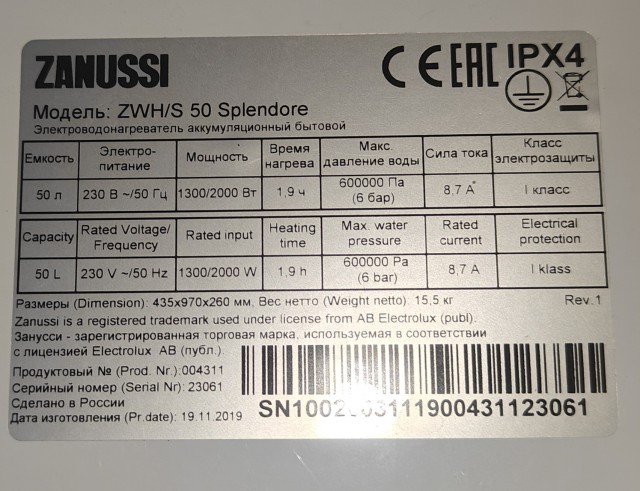 ZANUSSI
CE EAC IPX4
Модель: ZWH/S 50 Splendore
Электроводонагреватель аккумуляционный бытовой
Емкость Электро-питание Мощность Время нагрева Макс. давление воды Сила тока Класс электрозащиты
50 л 230 В ~/50 Гц 1300/2000 Вт 1,9 ч 600000 Па (6 бар) 8,7 А I класс
Capacity Rated Voltage/ Frequency Rated input Heating time Max. water pressure Rated current Electrical protection
50 L 230 V ~/50 Hz 1300/2000 W 1,9 h 600000 Pa (6 bar) 8,7 A I klass
Размеры (Dimension): 435x970x260 мм, Вес нетто (Weight netto): 15,5 кг Rev.1
Zanussi is a registered trademark used under license from AB Electrolux (publ).
Занусси - зарегистрированная торговая марка, используемая в соответствии
с лицензией Electrolux AB (публ.).
Продуктовый № (Prod. Nr.):004311
Серийный номер (Serial Nr): 23061
Сделано в России
Дата изготовления (Pr.date): 19.11.2019